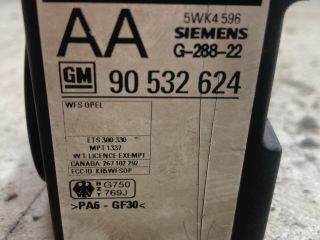 AA
5WK4 596
SIEMENS
G-288-22
GM 90 532 624
WFS OPEL
ETS 300 330
MPT 1337
W.T. LICENCE EXEMPT
CANADA 267 102 292
FCC ID KR5WFSOP
BZT G750
769J
>PA6 - GF30<